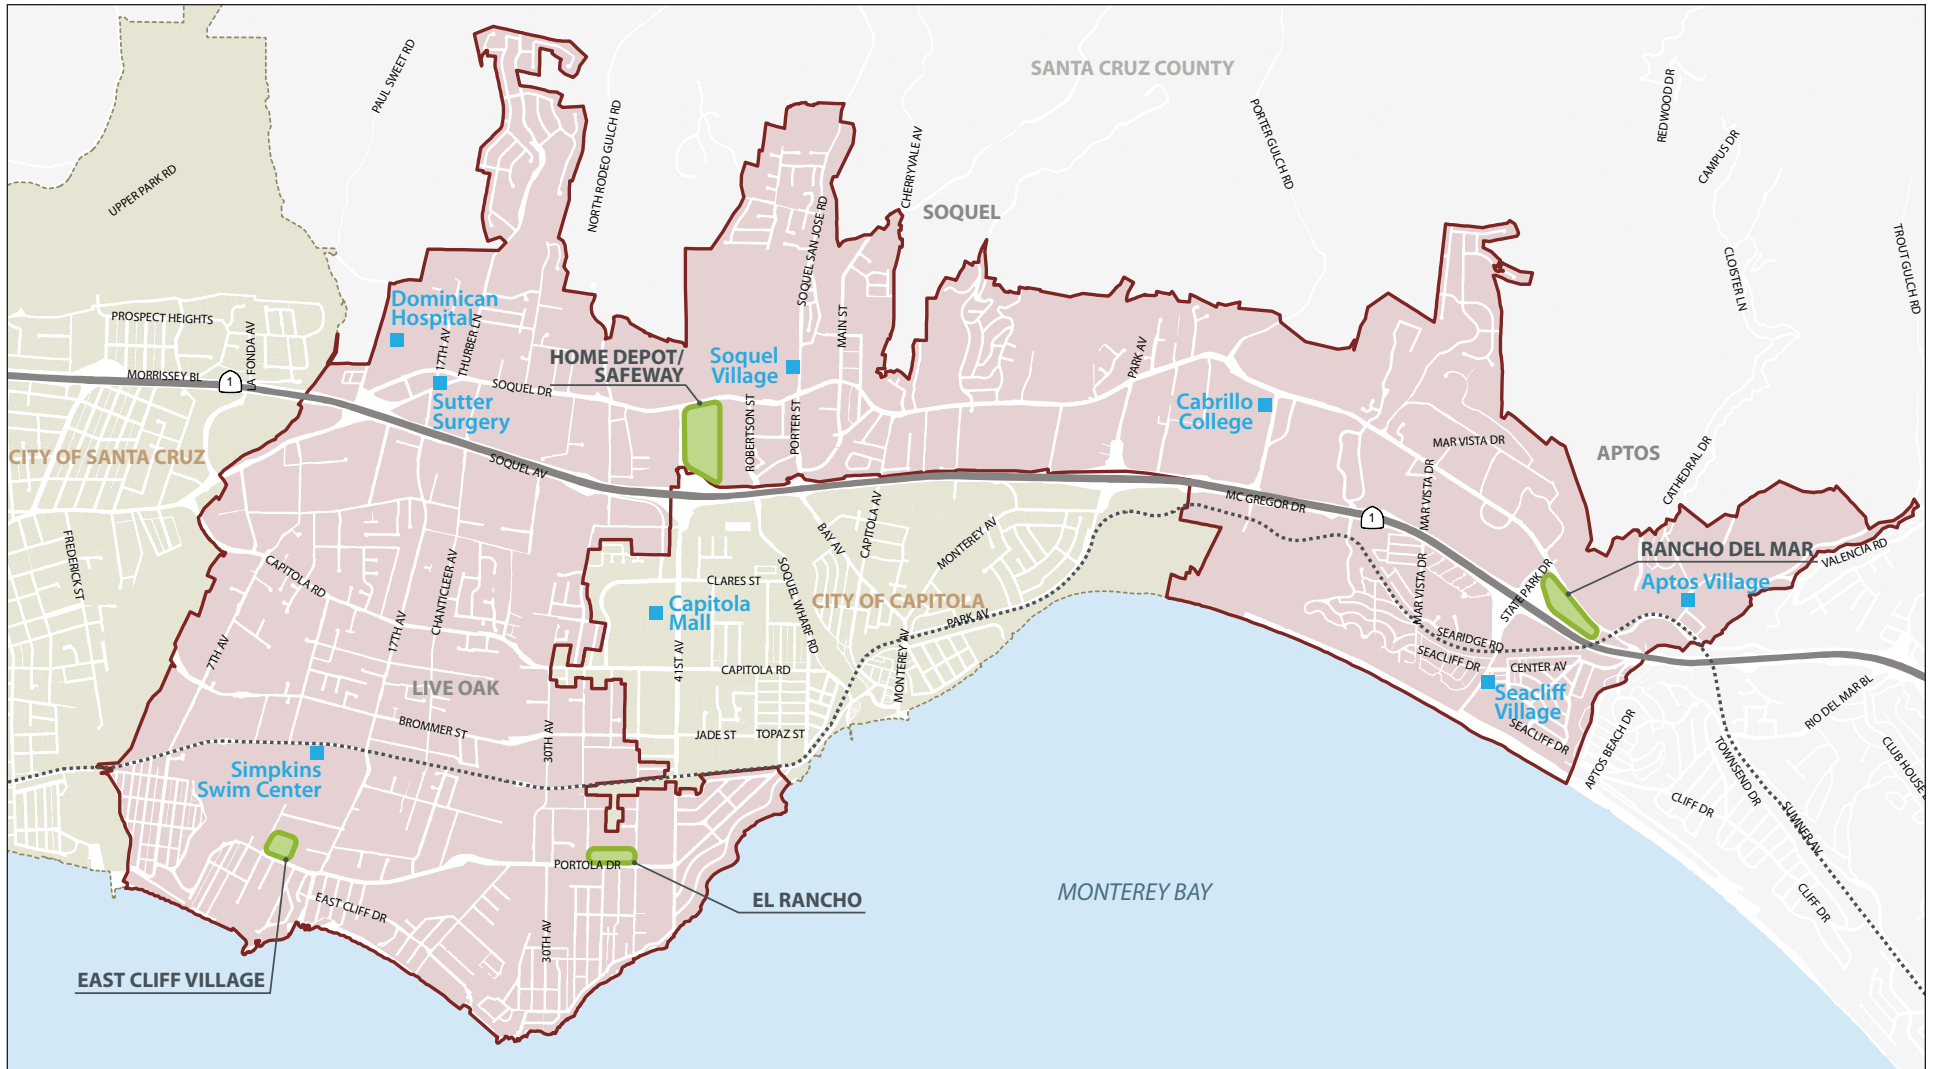 SANTA CRUZ COUNTY
PAUL SWEET RD
NORTH RODEO GULCH RD
CHERRYVALE AV
PORTER GULCH RD
REDWOOD DR
CAMPUS DR
UPPER PARK RD
SOQUEL
SOQUEL SAN JOSE RD
CLOISTER LN
TROUT GULCH RD
Dominican
Hospital
PROSPECT HEIGHTS
LA FONDA AV
17TH AV
THURBER LN
MAIN ST
HOME DEPOT/
SAFEWAY
Soquel
Village
PARK AV
MORRISSEY BL
1
SOQUEL DR
Sutter
Surgery
ROBERTSON ST
PORTER ST
Cabrillo
College
MAR VISTA DR
APTOS
CATHEDRAL DR
CITY OF SANTA CRUZ
SOQUEL AV
MC GREGOR DR
1
MAR VISTA DR
CAPITOLA AV
BAY AV
MONTEREY AV
FREDERICK ST
CAPITOLA RD
CHANTICLEER AV
17TH AV
7TH AV
CLARES ST
SOQUEL WHARF RD
CITY OF CAPITOLA
Capitola
Mall
PARK AV
MONTEREY AV
41ST AV
CAPITOLA RD
RANCHO DEL MAR
VALENCIA RD
Aptos Village
STATE PARK DR
MAR VISTA DR
SEARIDGE RD
SEACLIFF DR
CENTER AV
Seacliff
Village
SEACLIFF DR
LIVE OAK
BROMMER ST
30TH AV
JADE ST
TOPAZ ST
Simpkins
Swim Center
APTOS BEACH DR
RIO DEL MAR BL
TOWNSEND DR
CLUB HOUSE
CLIFF DR
SUMNER AV
CLIFF DR
PORTOLA DR
EAST CLIFF DR
30TH AV
EL RANCHO
MONTEREY BAY
EAST CLIFF VILLAGE